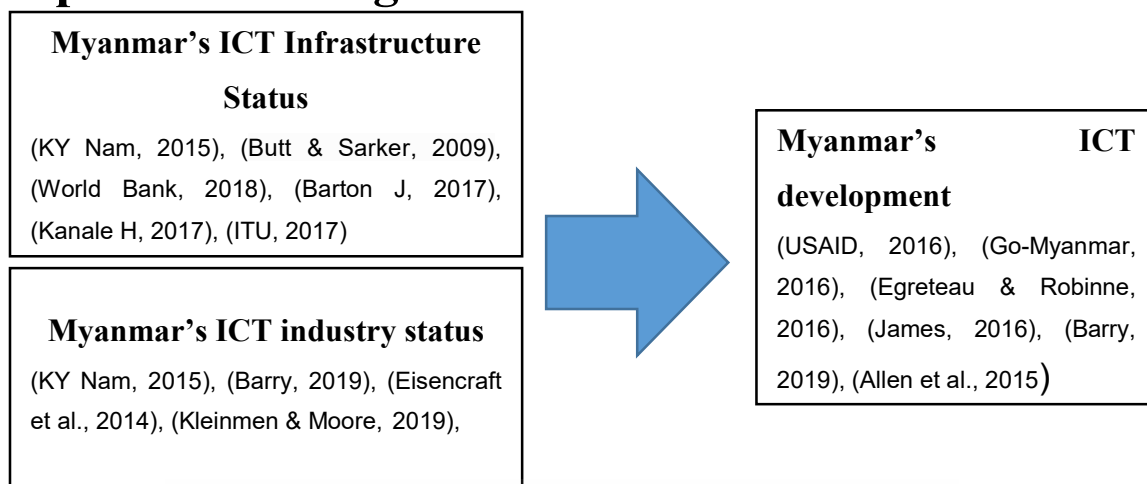 Myanmar’s ICT Infrastructure
Status
(KY Nam, 2015), (Butt & Sarker, 2009),
(World Bank, 2018), (Barton J, 2017),
(Kanale H, 2017), (ITU, 2017)
Myanmar’s ICT industry status
(KY Nam, 2015), (Barry, 2019), (Eisencraft
et al., 2014), (Kleinmen & Moore, 2019),
Myanmar’s ICT
development
(USAID, 2016), (Go-Myanmar,
2016), (Egreteau & Robinne,
2016), (James, 2016), (Barry,
2019), (Allen et al., 2015)